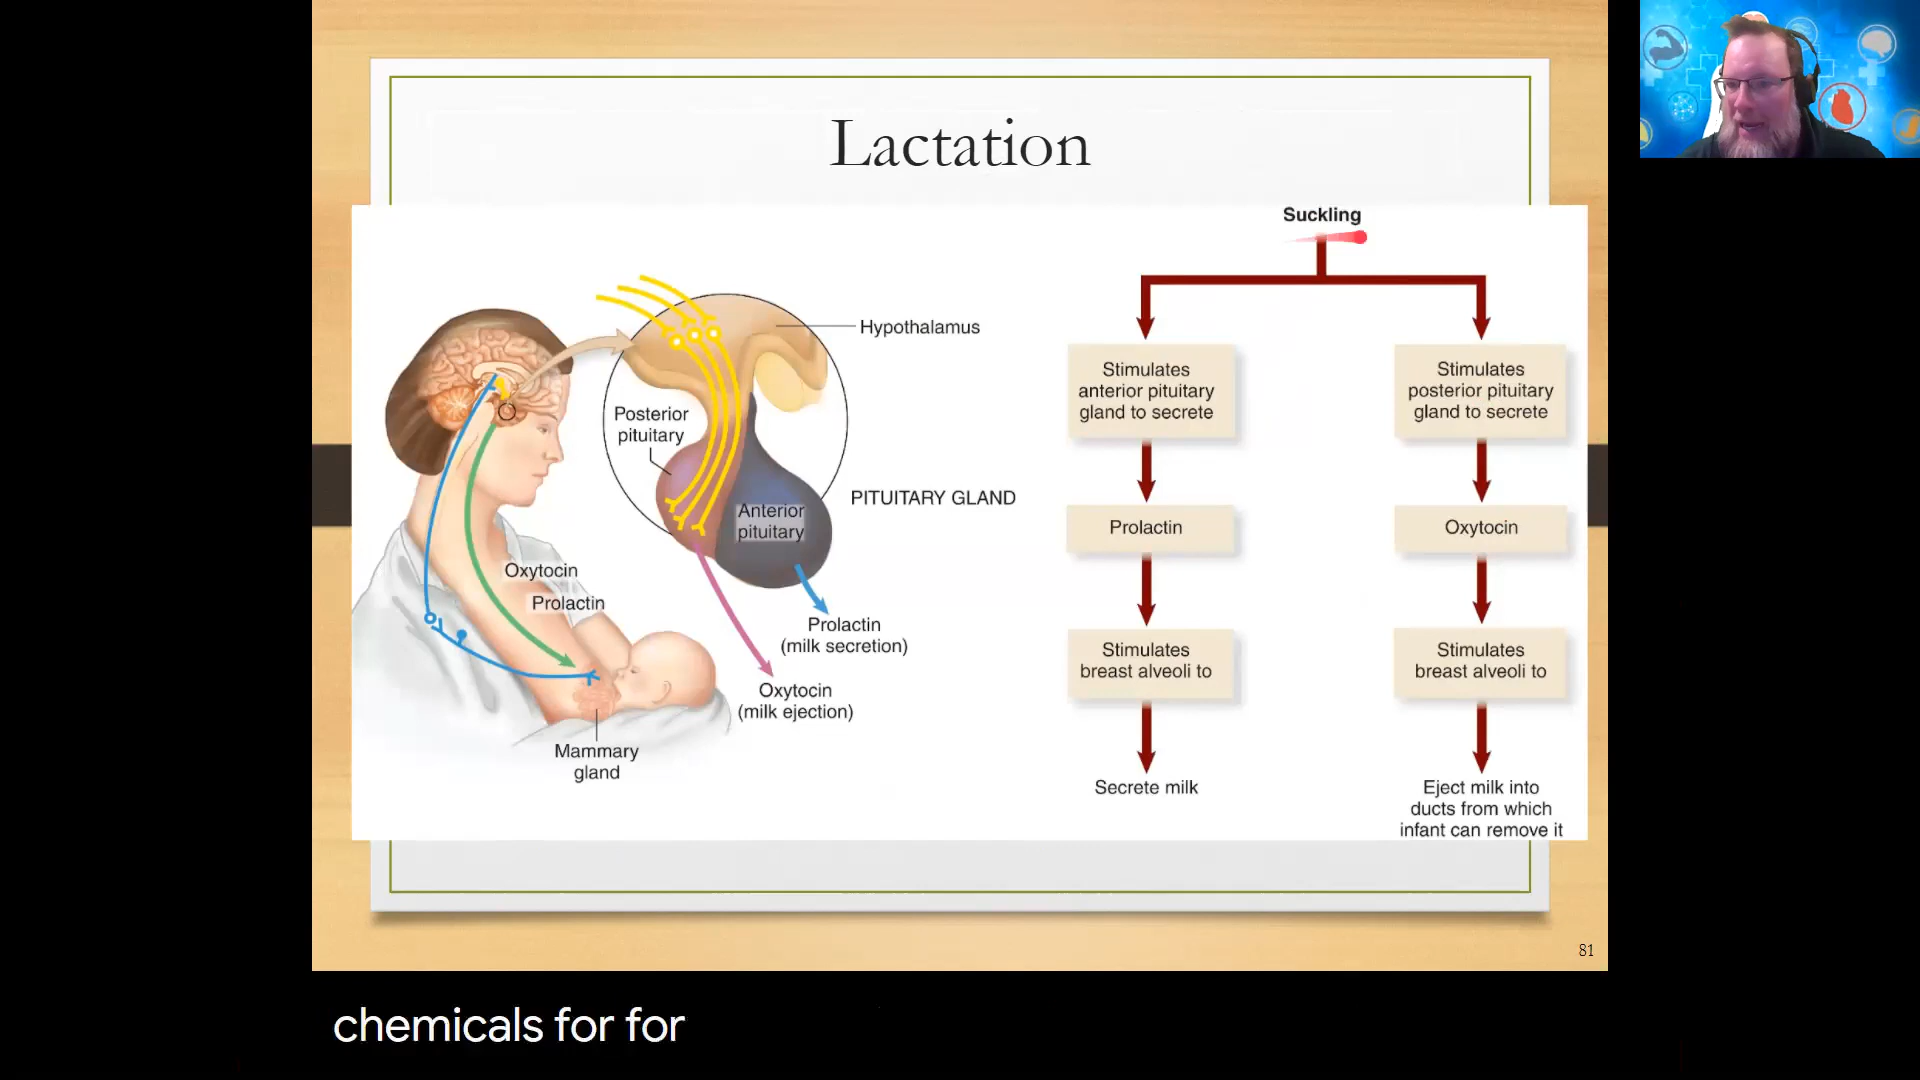 Lactation
Hypothalamus
Posterior
pituitary
PITUITARY GLAND
Anterior
pituitary
Oxytocin
Prolactin
Prolactin
(milk secretion)
Oxytocin
(milk ejection)
Mammary
gland
Suckling
Stimulates
anterior pituitary
gland to secrete
Prolactin
Stimulates
breast alveoli to
Secrete milk
Stimulates
posterior pituitary
gland to secrete
Oxytocin
Stimulates
breast alveoli to
Eject milk into
ducts from which
infant can remove it
81
chemicals for for